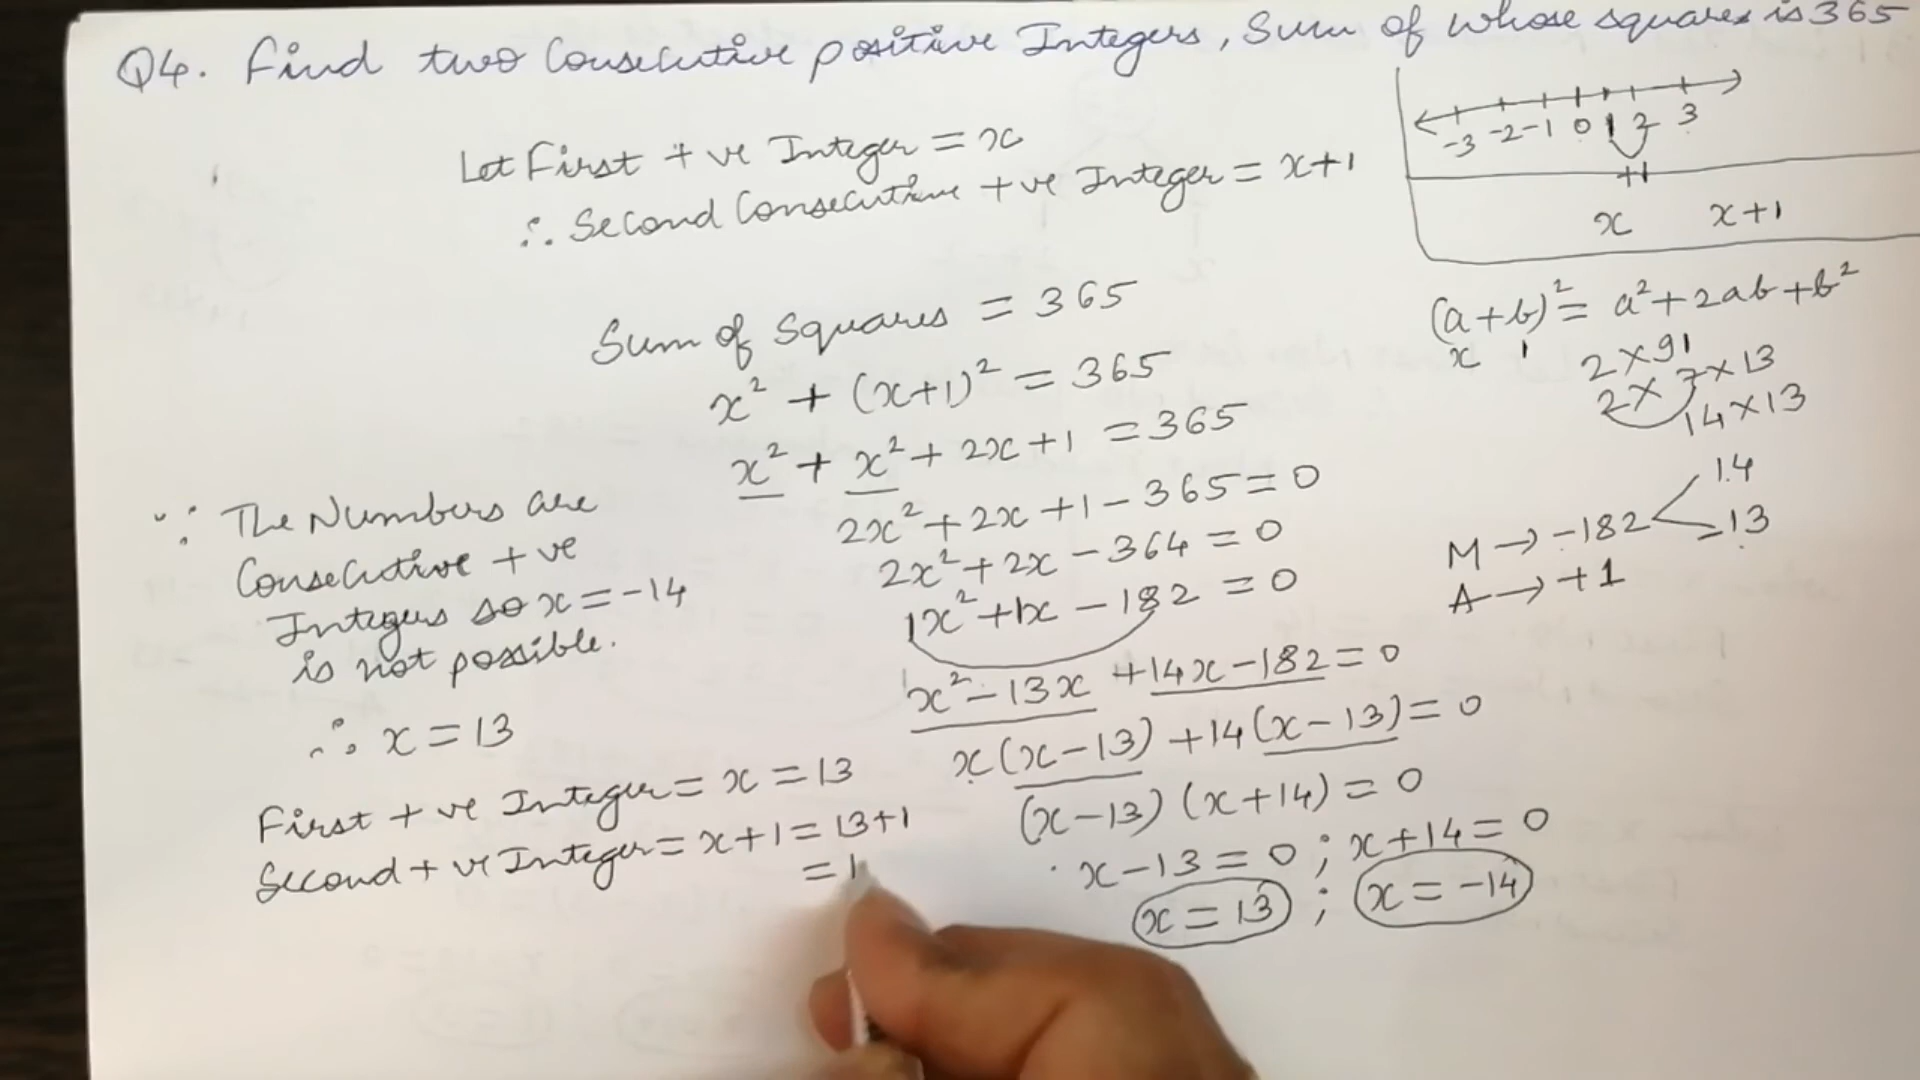 Q4. Find two Consecutive positive Integers, Sum of whose squares is 365
Let First +ve Integer = x
∴ Second Consecutive +ve Integer = x+1
Sum of Squares = 365
x² + (x+1)² = 365
x² + x² + 2x + 1 = 365
2x² + 2x + 1 - 365 = 0
2x² + 2x - 364 = 0
1x² + 1x - 182 = 0
x² - 13x + 14x - 182 = 0
x(x-13) + 14(x-13) = 0
(x-13) (x+14) = 0
x-13 = 0 ; x+14 = 0
x = 13 ; x = -14
∵ The Numbers are
Consecutive +ve
Integers so x = -14
is not possible.
∴ x = 13
First +ve Integer = x = 13
Second +ve Integer = x+1 = 13+1
= 1
-3 -2 -1 0 1 2 3
+1
x x+1
(a+b)² = a² + 2ab + b²
x 1
2 × 91
2 × 7 × 13
14 × 13
14
M → -182
-13
A → +1